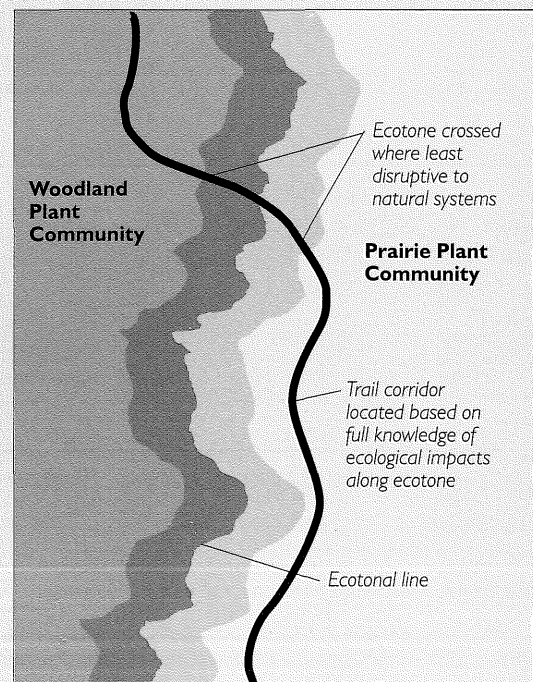 Ecotone crossed
where least
disruptive to
natural systems
Woodland
Plant
Community
Prairie Plant
Community
Trail corridor
located based on
full knowledge of
ecological impacts
along ecotone
Ecotonal line